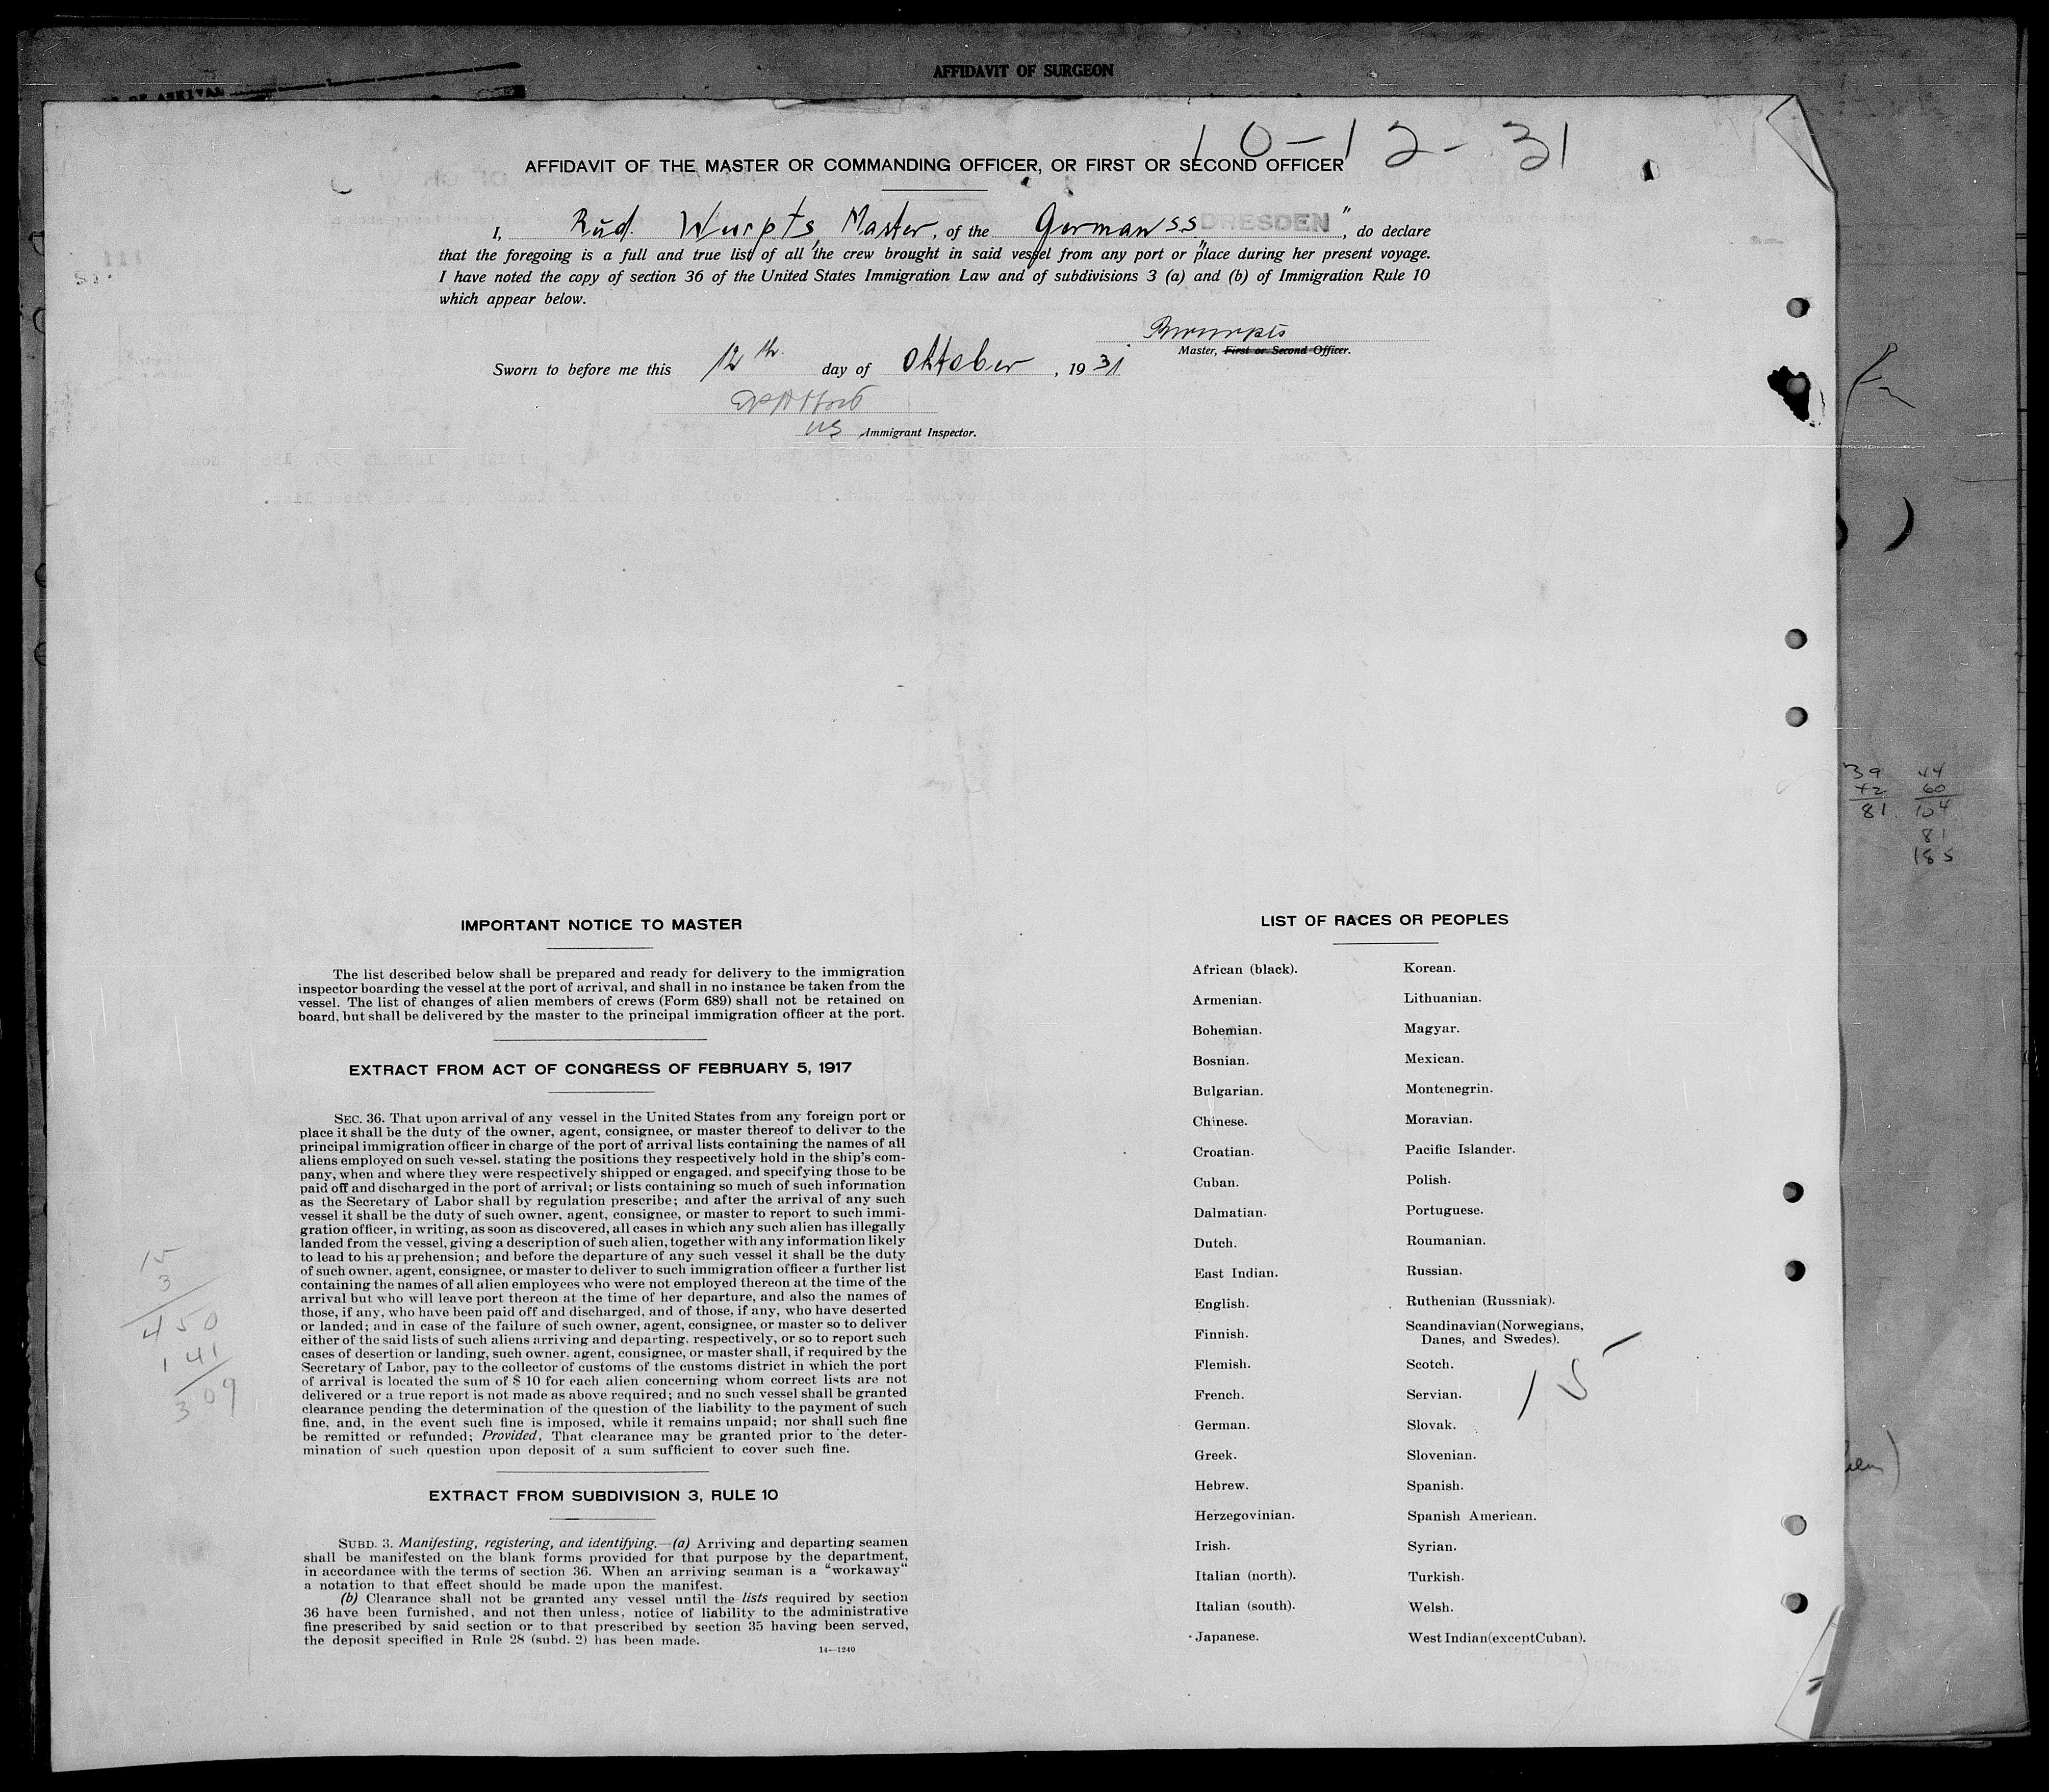 AFFIDAVIT OF SURGEON
10-12-31
AFFIDAVIT OF THE MASTER OR COMMANDING OFFICER, OR FIRST OR SECOND OFFICER
I, Rud. Wurpts, Master, of the German S.S. "DRESDEN", do declare
that the foregoing is a full and true list of all the crew brought in said vessel from any port or place during her present voyage.
I have noted the copy of section 36 of the United States Immigration Law and of subdivisions 3 (a) and (b) of Immigration Rule 10
which appear below.
Master, First or Second Officer.
Sworn to before me this 12th day of Oktober, 1931
US Immigrant Inspector.
39 44
42 60
81 104
81
185
IMPORTANT NOTICE TO MASTER
The list described below shall be prepared and ready for delivery to the immigration
inspector boarding the vessel at the port of arrival, and shall in no instance be taken from the
vessel. The list of changes of alien members of crews (Form 689) shall not be retained on
board, but shall be delivered by the master to the principal immigration officer at the port.
EXTRACT FROM ACT OF CONGRESS OF FEBRUARY 5, 1917
SEC. 36. That upon arrival of any vessel in the United States from any foreign port or
place it shall be the duty of the owner, agent, consignee, or master thereof to deliver to the
principal immigration officer in charge of the port of arrival lists containing the names of all
aliens employed on such vessel, stating the positions they respectively hold in the ship's com-
pany, when and where they were respectively shipped or engaged, and specifying those to be
paid off and discharged in the port of arrival; or lists containing so much of such information
as the Secretary of Labor shall by regulation prescribe; and after the arrival of any such
vessel it shall be the duty of such owner, agent, consignee, or master to report to such immi-
gration officer, in writing, as soon as discovered, all cases in which any such alien has illegally
landed from the vessel, giving a description of such alien, together with any information likely
to lead to his apprehension; and before the departure of any such vessel it shall be the duty
of such owner, agent, consignee, or master to deliver to such immigration officer a further list
containing the names of all alien employees who were not employed thereon at the time of the
arrival but who will leave port thereon at the time of her departure, and also the names of
those, if any, who have been paid off and discharged, and of those, if any, who have deserted
or landed; and in case of the failure of such owner, agent, consignee, or master so to deliver
either of the said lists of such aliens arriving and departing, respectively, or so to report such
cases of desertion or landing, such owner, agent, consignee, or master shall, if required by the
Secretary of Labor, pay to the collector of customs of the customs district in which the port
of arrival is located the sum of $ 10 for each alien concerning whom correct lists are not
delivered or a true report is not made as above required; and no such vessel shall be granted
clearance pending the determination of the question of the liability to the payment of such
fine, and, in the event such fine is imposed, while it remains unpaid; nor shall such fine
be remitted or refunded; Provided, That clearance may be granted prior to the deter-
mination of such question upon deposit of a sum sufficient to cover such fine.
EXTRACT FROM SUBDIVISION 3, RULE 10
SUBD. 3. Manifesting, registering, and identifying.—(a) Arriving and departing seamen
shall be manifested on the blank forms provided for that purpose by the department,
in accordance with the terms of section 36. When an arriving seaman is a "workaway"
a notation to that effect should be made upon the manifest.
(b) Clearance shall not be granted any vessel until the lists required by section
36 have been furnished, and not then unless, notice of liability to the administrative
fine prescribed by said section or to that prescribed by section 35 having been served,
the deposit specified in Rule 28 (subd. 2) has been made.
14—1240
15
3
450
141
309
LIST OF RACES OR PEOPLES
African (black).
Armenian.
Bohemian.
Bosnian.
Bulgarian.
Chinese.
Croatian.
Cuban.
Dalmatian.
Dutch.
East Indian.
English.
Finnish.
Flemish.
French.
German.
Greek.
Hebrew.
Herzegovinian.
Irish.
Italian (north).
Italian (south).
Japanese.
Korean.
Lithuanian.
Magyar.
Mexican.
Montenegrin.
Moravian.
Pacific Islander.
Polish.
Portuguese.
Roumanian.
Russian.
Ruthenian (Russniak).
Scandinavian (Norwegians,
Danes, and Swedes).
Scotch.
Servian.
Slovak.
Slovenian.
Spanish.
Spanish American.
Syrian.
Turkish.
Welsh.
West Indian (except Cuban).
15